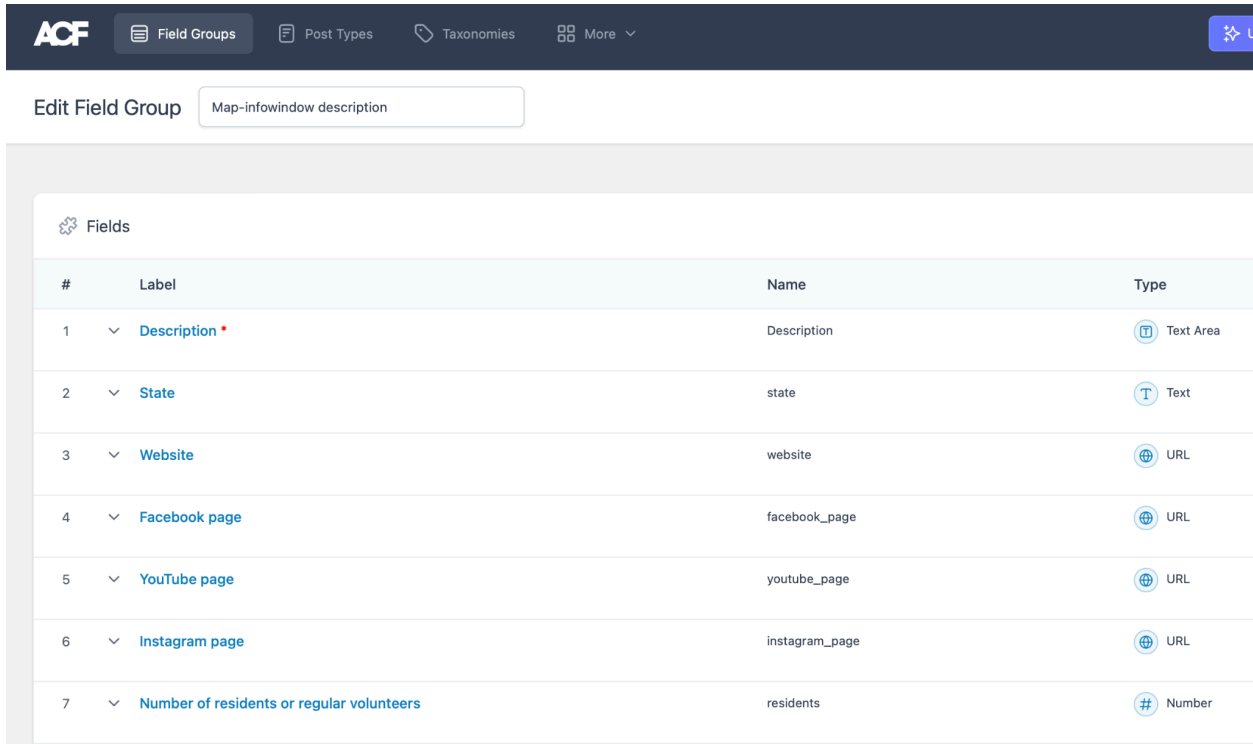 ACF Field Groups Post Types Taxonomies More
Edit Field Group Map-infowindow description
Fields
# Label Name Type
1 Description * Description Text Area
2 State state Text
3 Website website URL
4 Facebook page facebook_page URL
5 YouTube page youtube_page URL
6 Instagram page instagram_page URL
7 Number of residents or regular volunteers residents Number